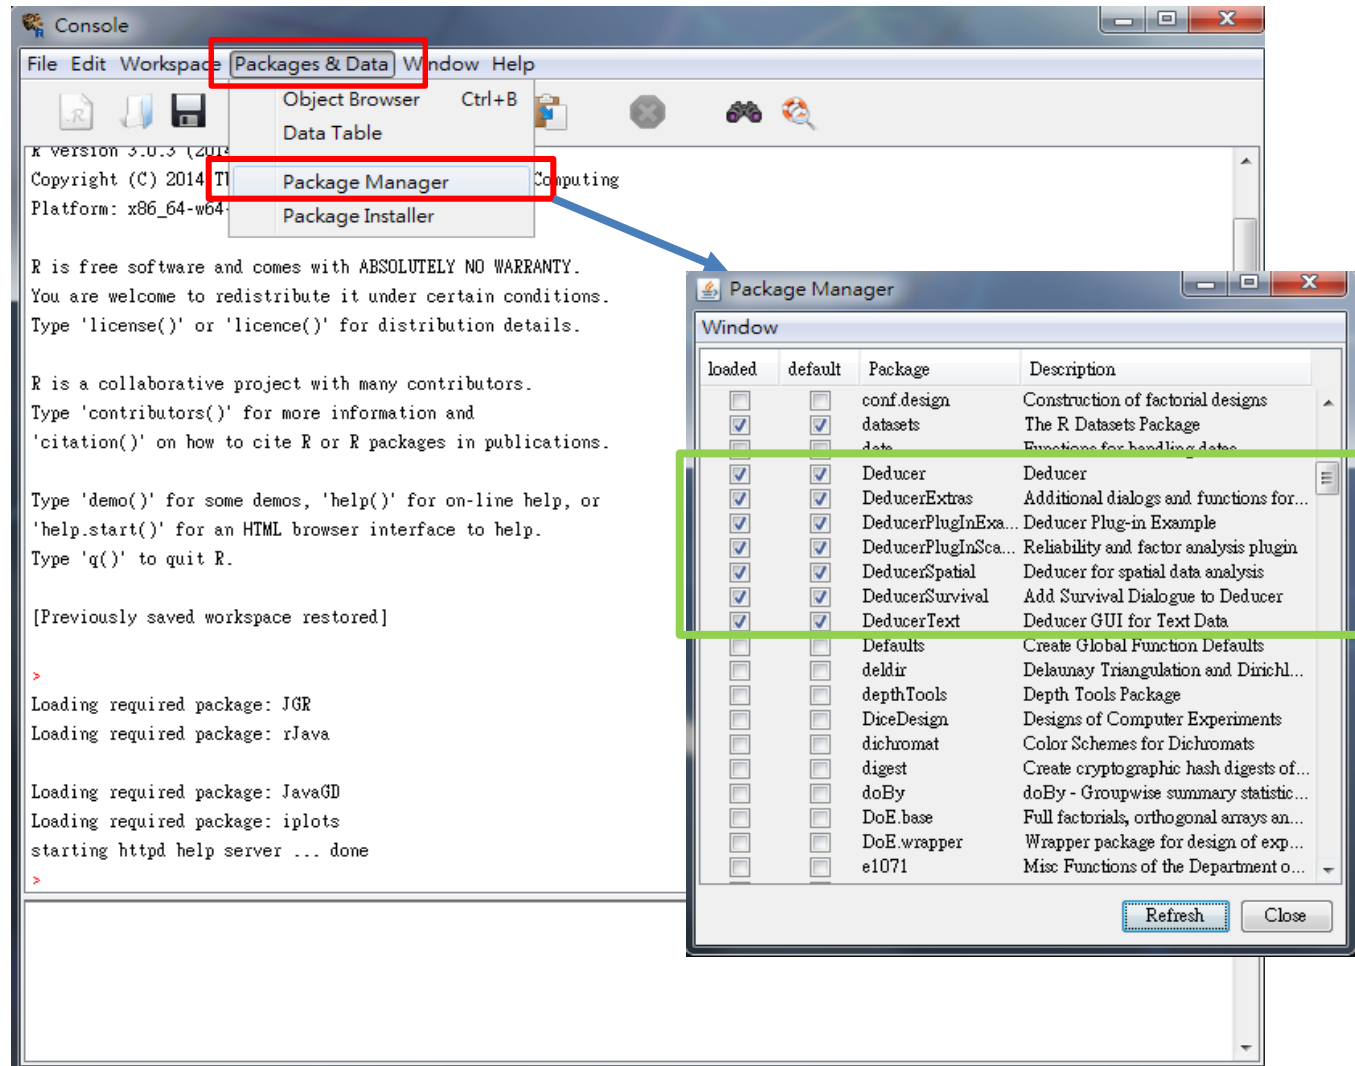 Console
File Edit Workspace Packages & Data Window Help
Object Browser Ctrl+B
Data Table
Package Manager
Package Installer
R version 3.0.3 (2014
Copyright (C) 2014 Computing
Platform: x86_64-w64-
R is free software and comes with ABSOLUTELY NO WARRANTY.
You are welcome to redistribute it under certain conditions.
Type 'license()' or 'licence()' for distribution details.
R is a collaborative project with many contributors.
Type 'contributors()' for more information and
'citation()' on how to cite R or R packages in publications.
Type 'demo()' for some demos, 'help()' for on-line help, or
'help.start()' for an HTML browser interface to help.
Type 'q()' to quit R.
[Previously saved workspace restored]
>
Loading required package: JGR
Loading required package: rJava
Loading required package: JavaGD
Loading required package: iplots
starting httpd help server ... done
>
Package Manager
Window
loaded default Package Description
conf.design Construction of factorial designs
datasets The R Datasets Package
date Functions for handling dates
Deducer Deducer
DeducerExtras Additional dialogs and functions for...
DeducerPlugInExa... Deducer Plug-in Example
DeducerPlugInSca... Reliability and factor analysis plugin
DeducerSpatial Deducer for spatial data analysis
DeducerSurvival Add Survival Dialogue to Deducer
DeducerText Deducer GUI for Text Data
Defaults Create Global Function Defaults
deldir Delaunay Triangulation and Dirichl...
depthTools Depth Tools Package
DiceDesign Designs of Computer Experiments
dichromat Color Schemes for Dichromats
digest Create cryptographic hash digests of...
doBy doBy - Groupwise summary statistic...
DoE.base Full factorials, orthogonal arrays an...
DoE.wrapper Wrapper package for design of exp...
e1071 Misc Functions of the Department o...
Refresh Close